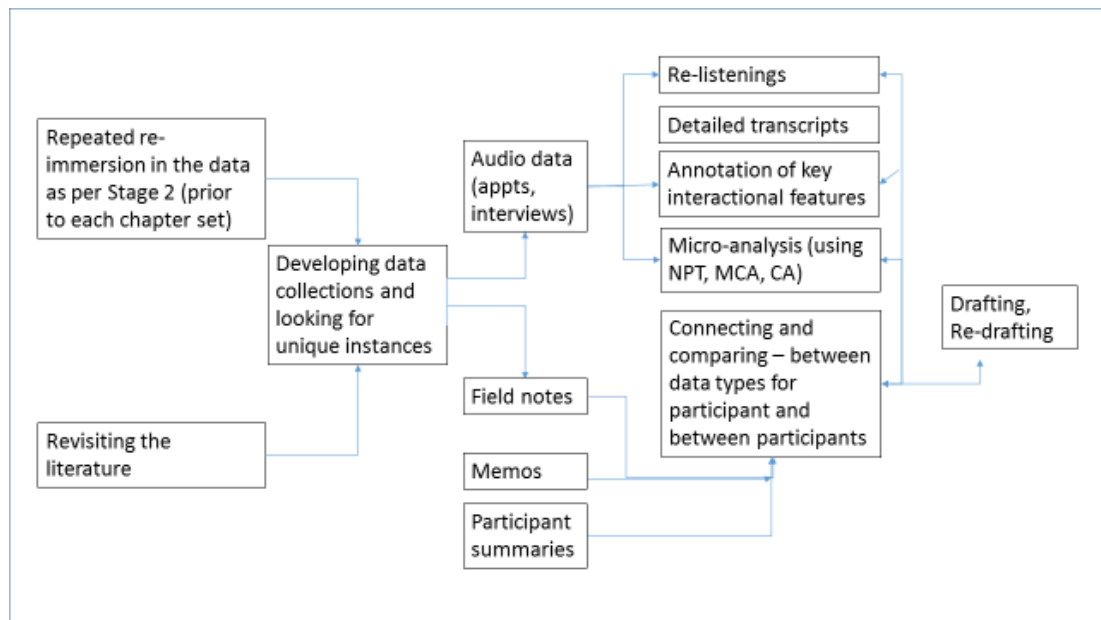 Repeated re-
immersion in the data
as per Stage 2 (prior
to each chapter set)
Revisiting the
literature
Developing data
collections and
looking for
unique instances
Audio data
(appts,
interviews)
Field notes
Memos
Participant
summaries
Re-listenings
Detailed transcripts
Annotation of key
interactional features
Micro-analysis (using
NPT, MCA, CA)
Connecting and
comparing – between
data types for
participant and
between participants
Drafting,
Re-drafting